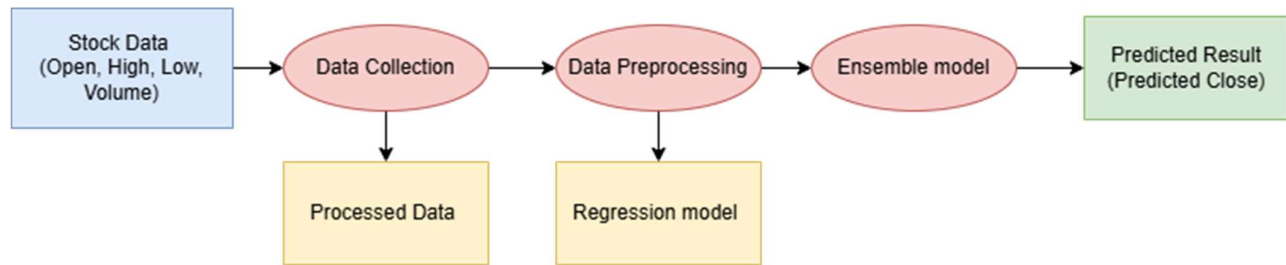 Stock Data
(Open, High, Low,
Volume)
Data Collection
Data Preprocessing
Ensemble model
Predicted Result
(Predicted Close)
Processed Data
Regression model